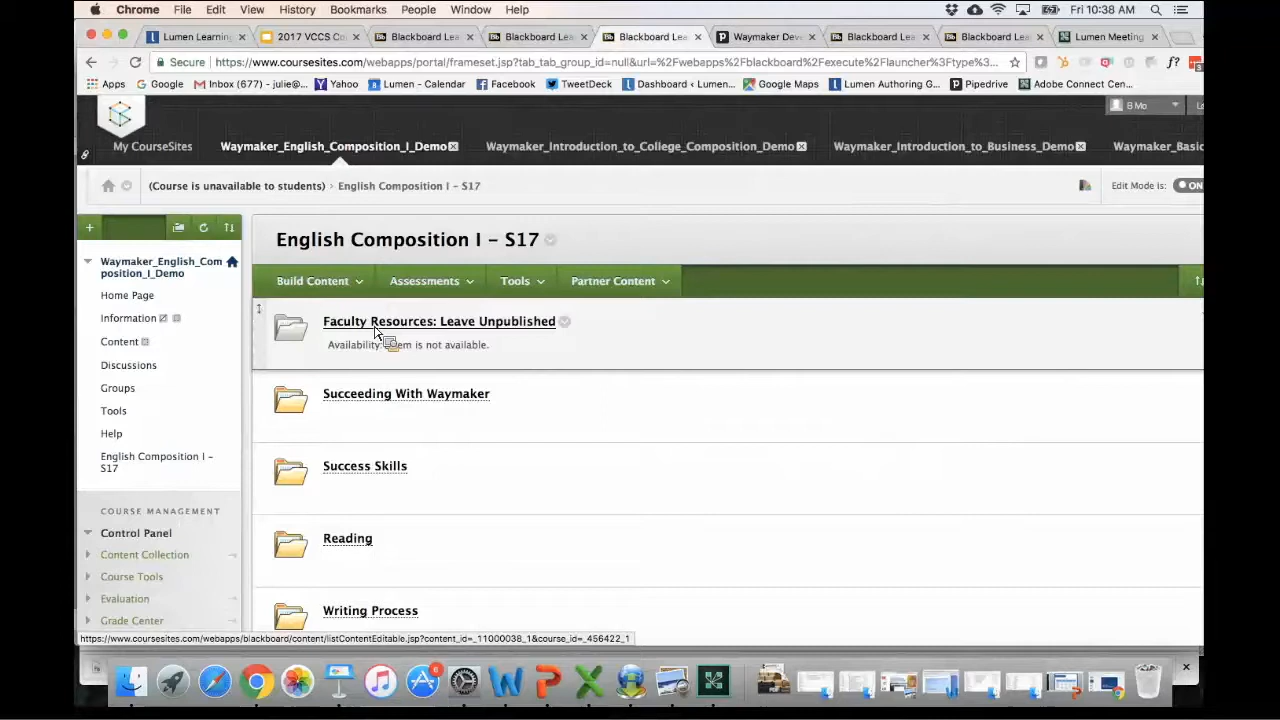 Chrome File Edit View History Bookmarks People Window Help Fri 10:38 AM
Lumen Learning 2017 VCCS Co Blackboard Lea Blackboard Lea Blackboard Lea Waymaker Dev Blackboard Lea Blackboard Lea Lumen Meeting
Secure https://www.coursesites.com/webapps/portal/frameset.jsp?tab_tab_group_id=null&url=%2Fwebapps%2Fblackboard%2Fexecute%2Flauncher%3Ftype%3...
Apps Google Inbox (677) - julie@... Yahoo Lumen - Calendar Facebook TweetDeck Dashboard ‹ Lumen... Google Maps Lumen Authoring G... Pipedrive Adobe Connect Cen...
B Mo
My CourseSites Waymaker_English_Composition_I_Demo Waymaker_Introduction_to_College_Composition_Demo Waymaker_Introduction_to_Business_Demo Waymaker_Basic
(Course is unavailable to students) › English Composition I – S17 Edit Mode is: ON
Waymaker_English_Com
position_I_Demo
Home Page
Information
Content
Discussions
Groups
Tools
Help
English Composition I –
S17
COURSE MANAGEMENT
Control Panel
Content Collection
Course Tools
Evaluation
Grade Center
English Composition I – S17
Build Content Assessments Tools Partner Content
Faculty Resources: Leave Unpublished
Availability: is not available.
Succeeding With Waymaker
Success Skills
Reading
Writing Process
https://www.coursesites.com/webapps/blackboard/content/listContentEditable.jsp?content_id=_11000038_1&course_id=_456422_1